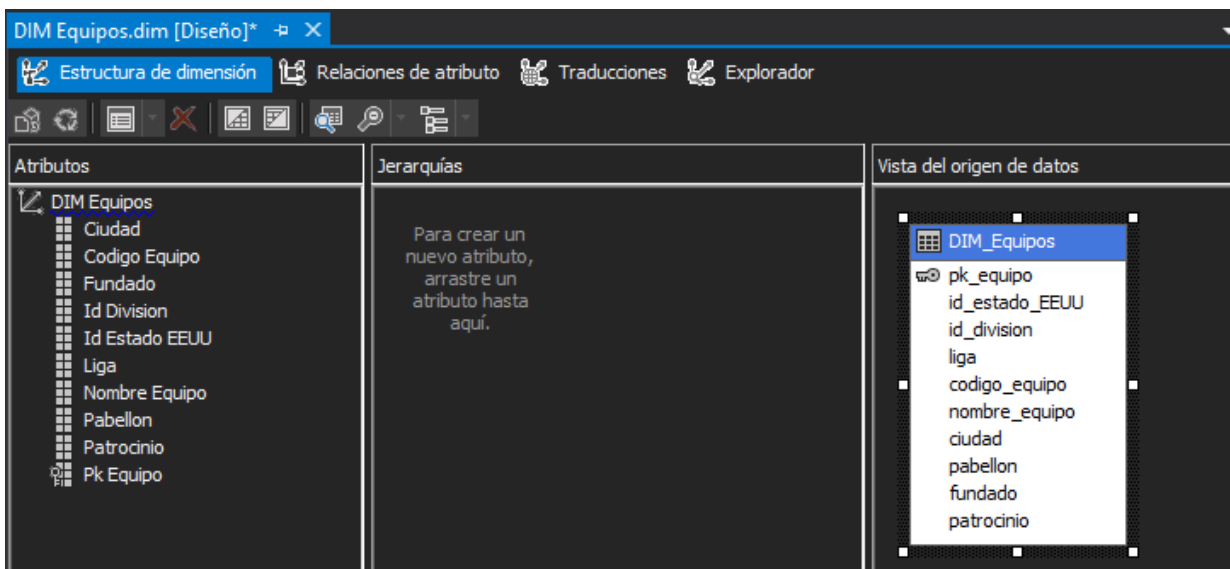 DIM Equipos.dim [Diseño]*
Estructura de dimensión Relaciones de atributo Traducciones Explorador
Atributos
DIM Equipos
Ciudad
Codigo Equipo
Fundado
Id Division
Id Estado EEUU
Liga
Nombre Equipo
Pabellon
Patrocinio
Pk Equipo
Jerarquías
Para crear un
nuevo atributo,
arrastre un
atributo hasta
aquí.
Vista del origen de datos
DIM_Equipos
pk_equipo
id_estado_EEUU
id_division
liga
codigo_equipo
nombre_equipo
ciudad
pabellon
fundado
patrocinio